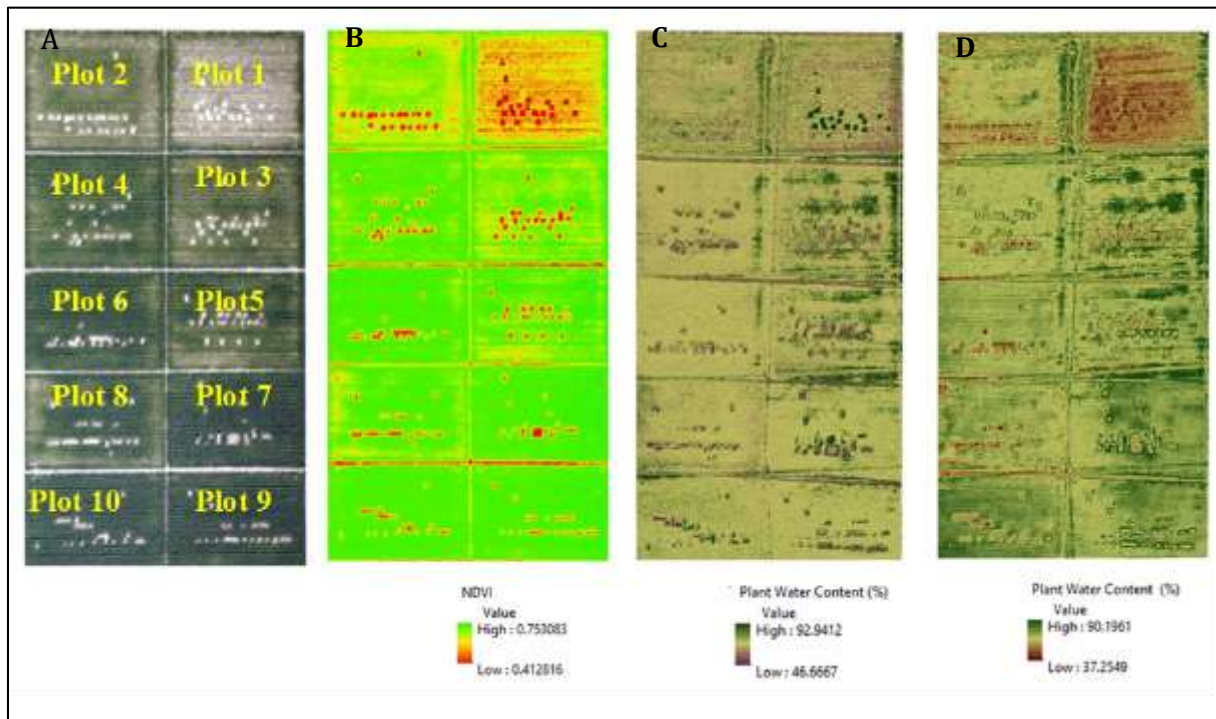 A B C D
Plot 2 Plot 1
Plot 4 Plot 3
Plot 6 Plot5
Plot 8 Plot 7
Plot 10 Plot 9
NDVI
Value
High : 0.753083
Low : 0.412816
Plant Water Content (%)
Value
High : 92.9412
Low : 46.6667
Plant Water Content (%)
Value
High : 90.1961
Low : 37.2549